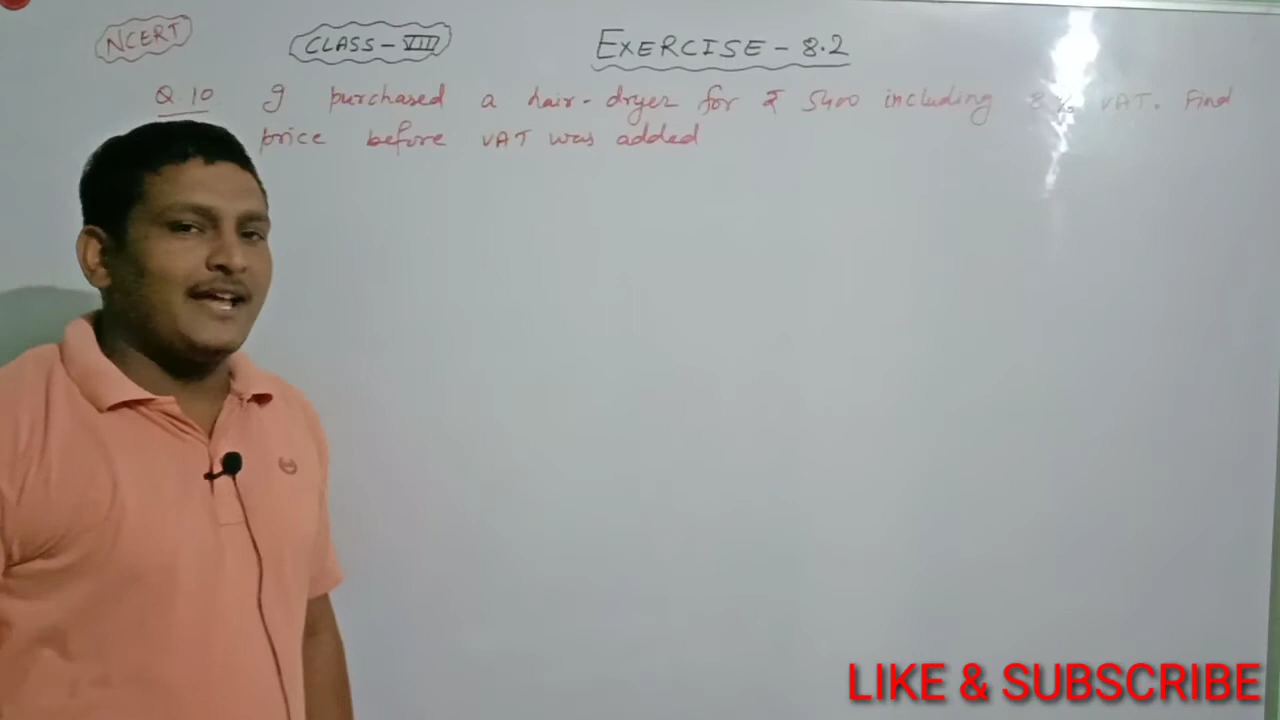 NCERT
CLASS-VIII
EXERCISE-8.2
Q 10 I purchased a hair-dryer for ₹ 5400 including 8% VAT. Find
price before VAT was added
LIKE & SUBSCRIBE